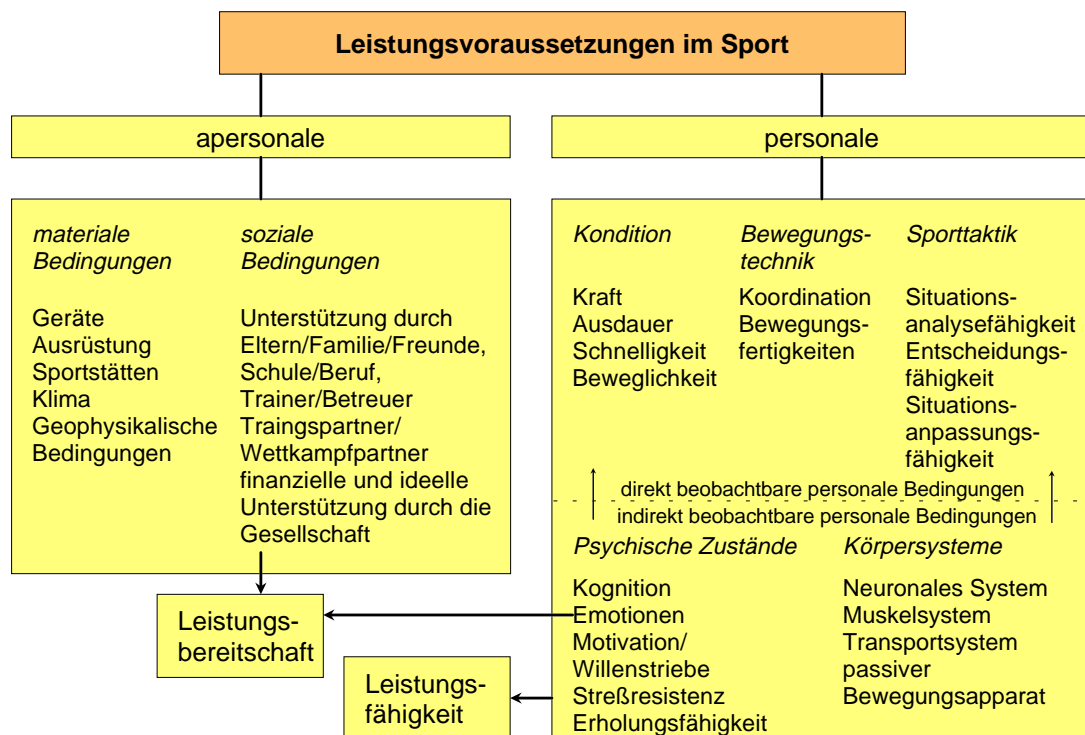 Leistungsvoraussetzungen im Sport
apersonale
materiale
Bedingungen
Geräte
Ausrüstung
Sportstätten
Klima
Geophysikalische
Bedingungen
soziale
Bedingungen
Unterstützung durch
Eltern/Familie/Freunde,
Schule/Beruf,
Trainer/Betreuer
Traingspartner/
Wettkampfpartner
finanzielle und ideelle
Unterstützung durch die
Gesellschaft
personale
Kondition
Kraft
Ausdauer
Schnelligkeit
Beweglichkeit
Bewegungs-
technik
Koordination
Bewegungs-
fertigkeiten
Sporttaktik
Situations-
analysefähigkeit
Entscheidungs-
fähigkeit
Situations-
anpassungs-
fähigkeit
direkt beobachtbare personale Bedingungen
indirekt beobachtbare personale Bedingungen
Psychische Zustände
Kognition
Emotionen
Motivation/
Willenstriebe
Streßresistenz
Erholungsfähigkeit
Körpersysteme
Neuronales System
Muskelsystem
Transportsystem
passiver
Bewegungsapparat
Leistungs-
bereitschaft
Leistungs-
fähigkeit